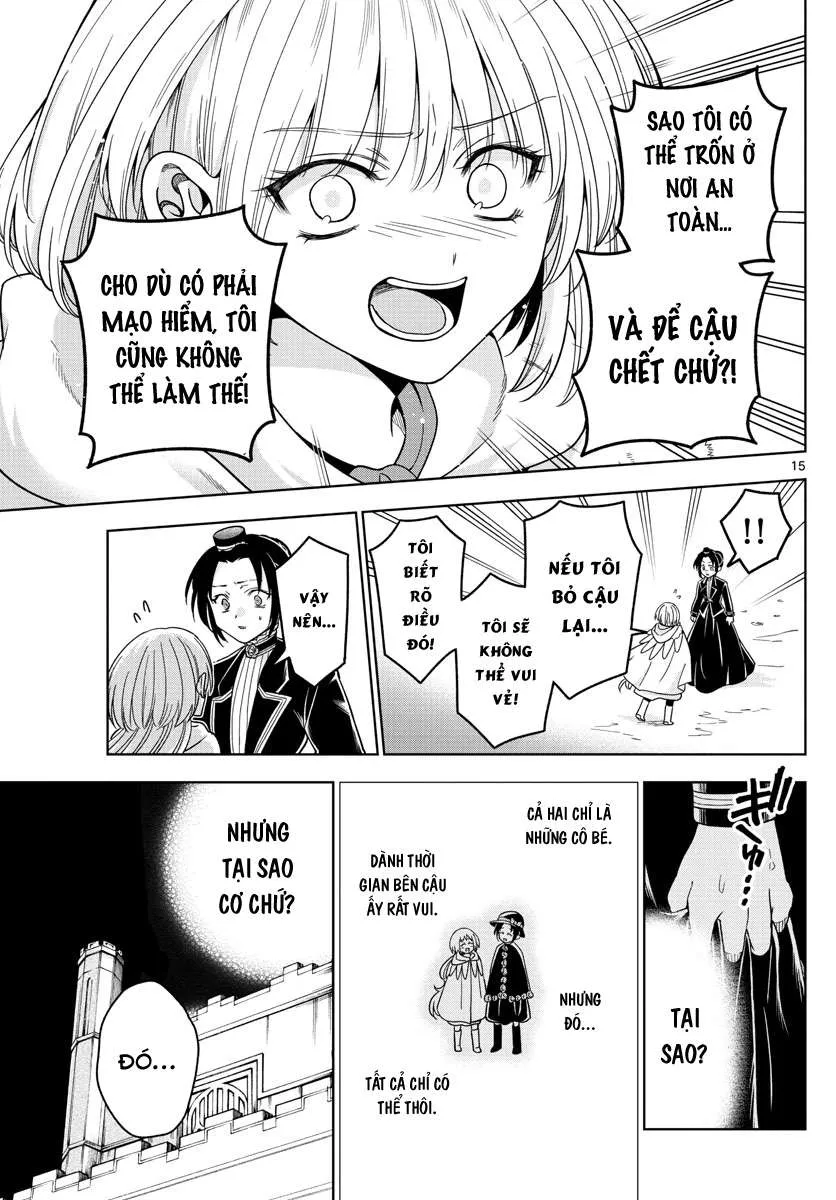 SAO TÔI CÓ
THỂ TRỐN Ở
NƠI AN
TOÀN...
VÀ ĐỂ CẬU
CHẾT CHỨ?!
CHO DÙ CÓ PHẢI
MẠO HIỂM, TÔI
CŨNG KHÔNG
THỂ LÀM THẾ!
15
!!
NẾU TÔI
BỎ CẬU
LẠI...
TÔI SẼ
KHÔNG
THỂ VUI
VẺ!
TÔI
BIẾT
RÕ
ĐIỀU
ĐÓ!
VẬY
NÊN...
ギュッ...
TẠI
SAO?
CẢ HAI CHỈ LÀ
NHỮNG CÔ BÉ.
DÀNH THỜI
GIAN BÊN CẬU
ẤY RẤT VUI.
NHƯNG
ĐÓ...
TẤT CẢ CHỈ CÓ
THỂ THÔI.
NHƯNG
TẠI SAO
CƠ CHỨ?
ĐÓ...